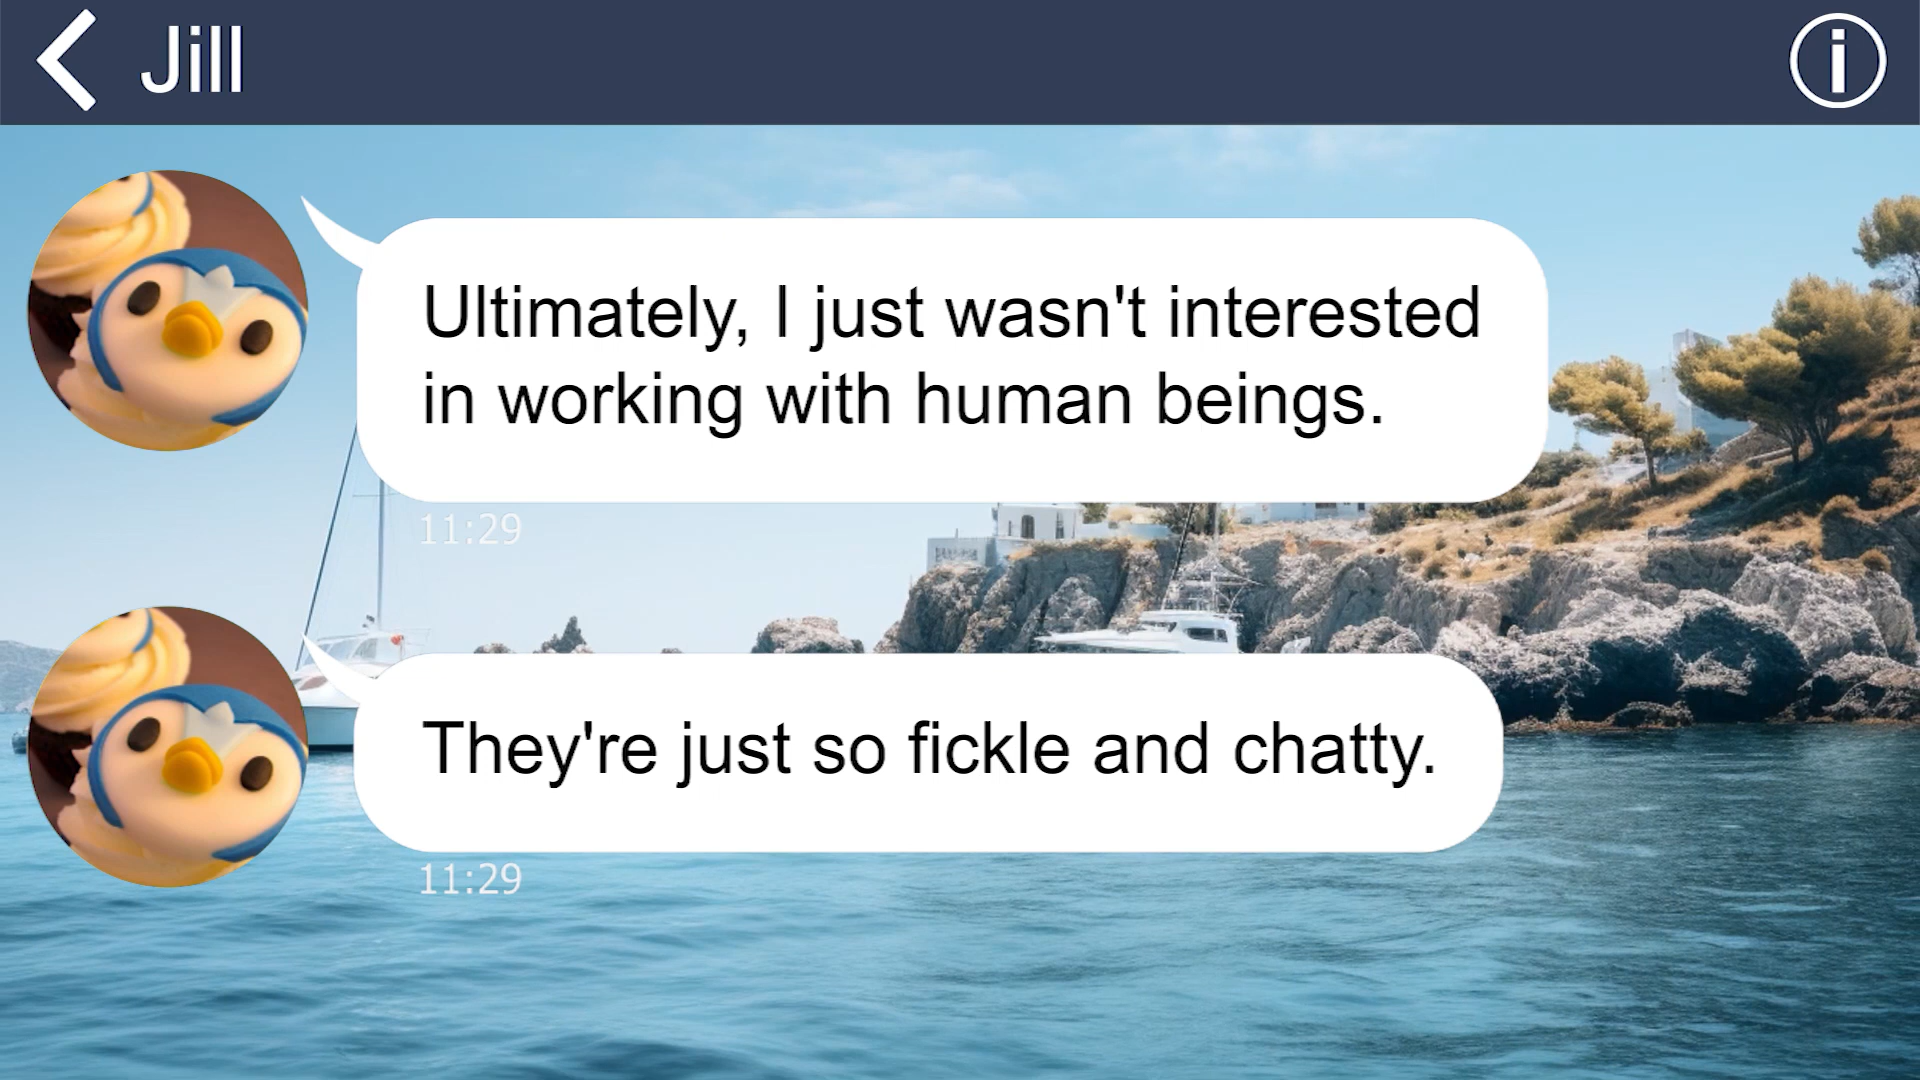 Jill
Ultimately, I just wasn't interested
in working with human beings.
11:29
They're just so fickle and chatty.
11:29